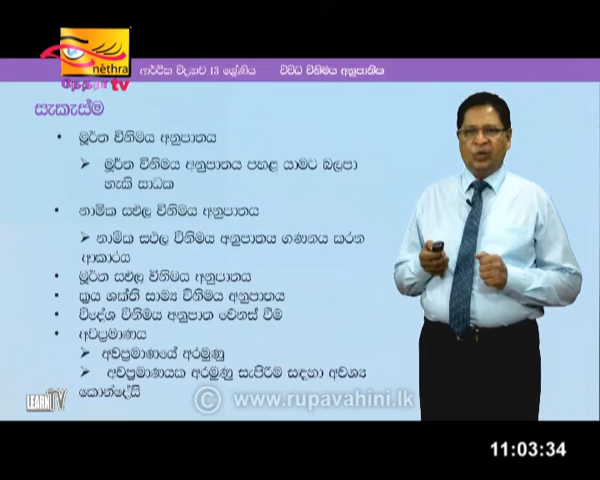 nēthra
tv
ආර්ථික විද්‍යාව 13 ශ්‍රේණිය විවිධ විනිමය අනුපාතික
සැකැස්ම
• මූර්ත විනිමය අනුපාතය
➢ මූර්ත විනිමය අනුපාතය පහළ යාමට බලපා
හැකි සාධක
• නාමික සඵල විනිමය අනුපාතය
➢ නාමික සඵල විනිමය අනුපාතය ගණනය කරන
ආකාරය
• මූර්ත සඵල විනිමය අනුපාතය
• ක්‍රය ශක්ති සාම්‍ය විනිමය අනුපාතය
• විදේශ විනිමය අනුපාත වෙනස් වීම
• අවප්‍රමාණය
➢ අවප්‍රමාණයේ අරමුණු
➢ අවප්‍රමාණයක අරමුණු සැපිරීම සඳහා අවශ්‍ය
කොන්දේසි
LEARN TV
© www.rupavahini.lk
11:03:34